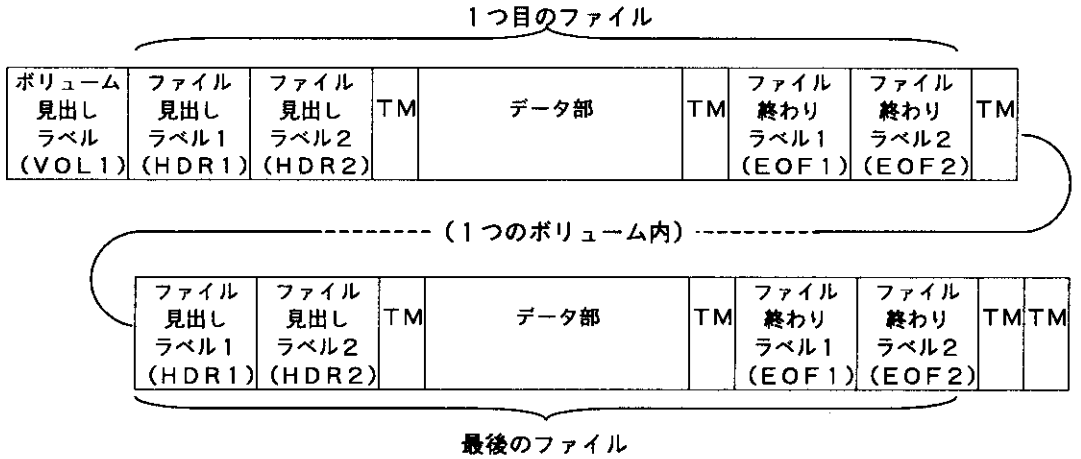 1つ目のファイル
ボリューム見出しラベル(VOL1)
ファイル見出しラベル1(HDR1)
ファイル見出しラベル2(HDR2)
TM
データ部
TM
ファイル終わりラベル1(EOF1)
ファイル終わりラベル2(EOF2)
TM
(1つのボリューム内)
ファイル見出しラベル1(HDR1)
ファイル見出しラベル2(HDR2)
TM
データ部
TM
ファイル終わりラベル1(EOF1)
ファイル終わりラベル2(EOF2)
TM
TM
最後のファイル